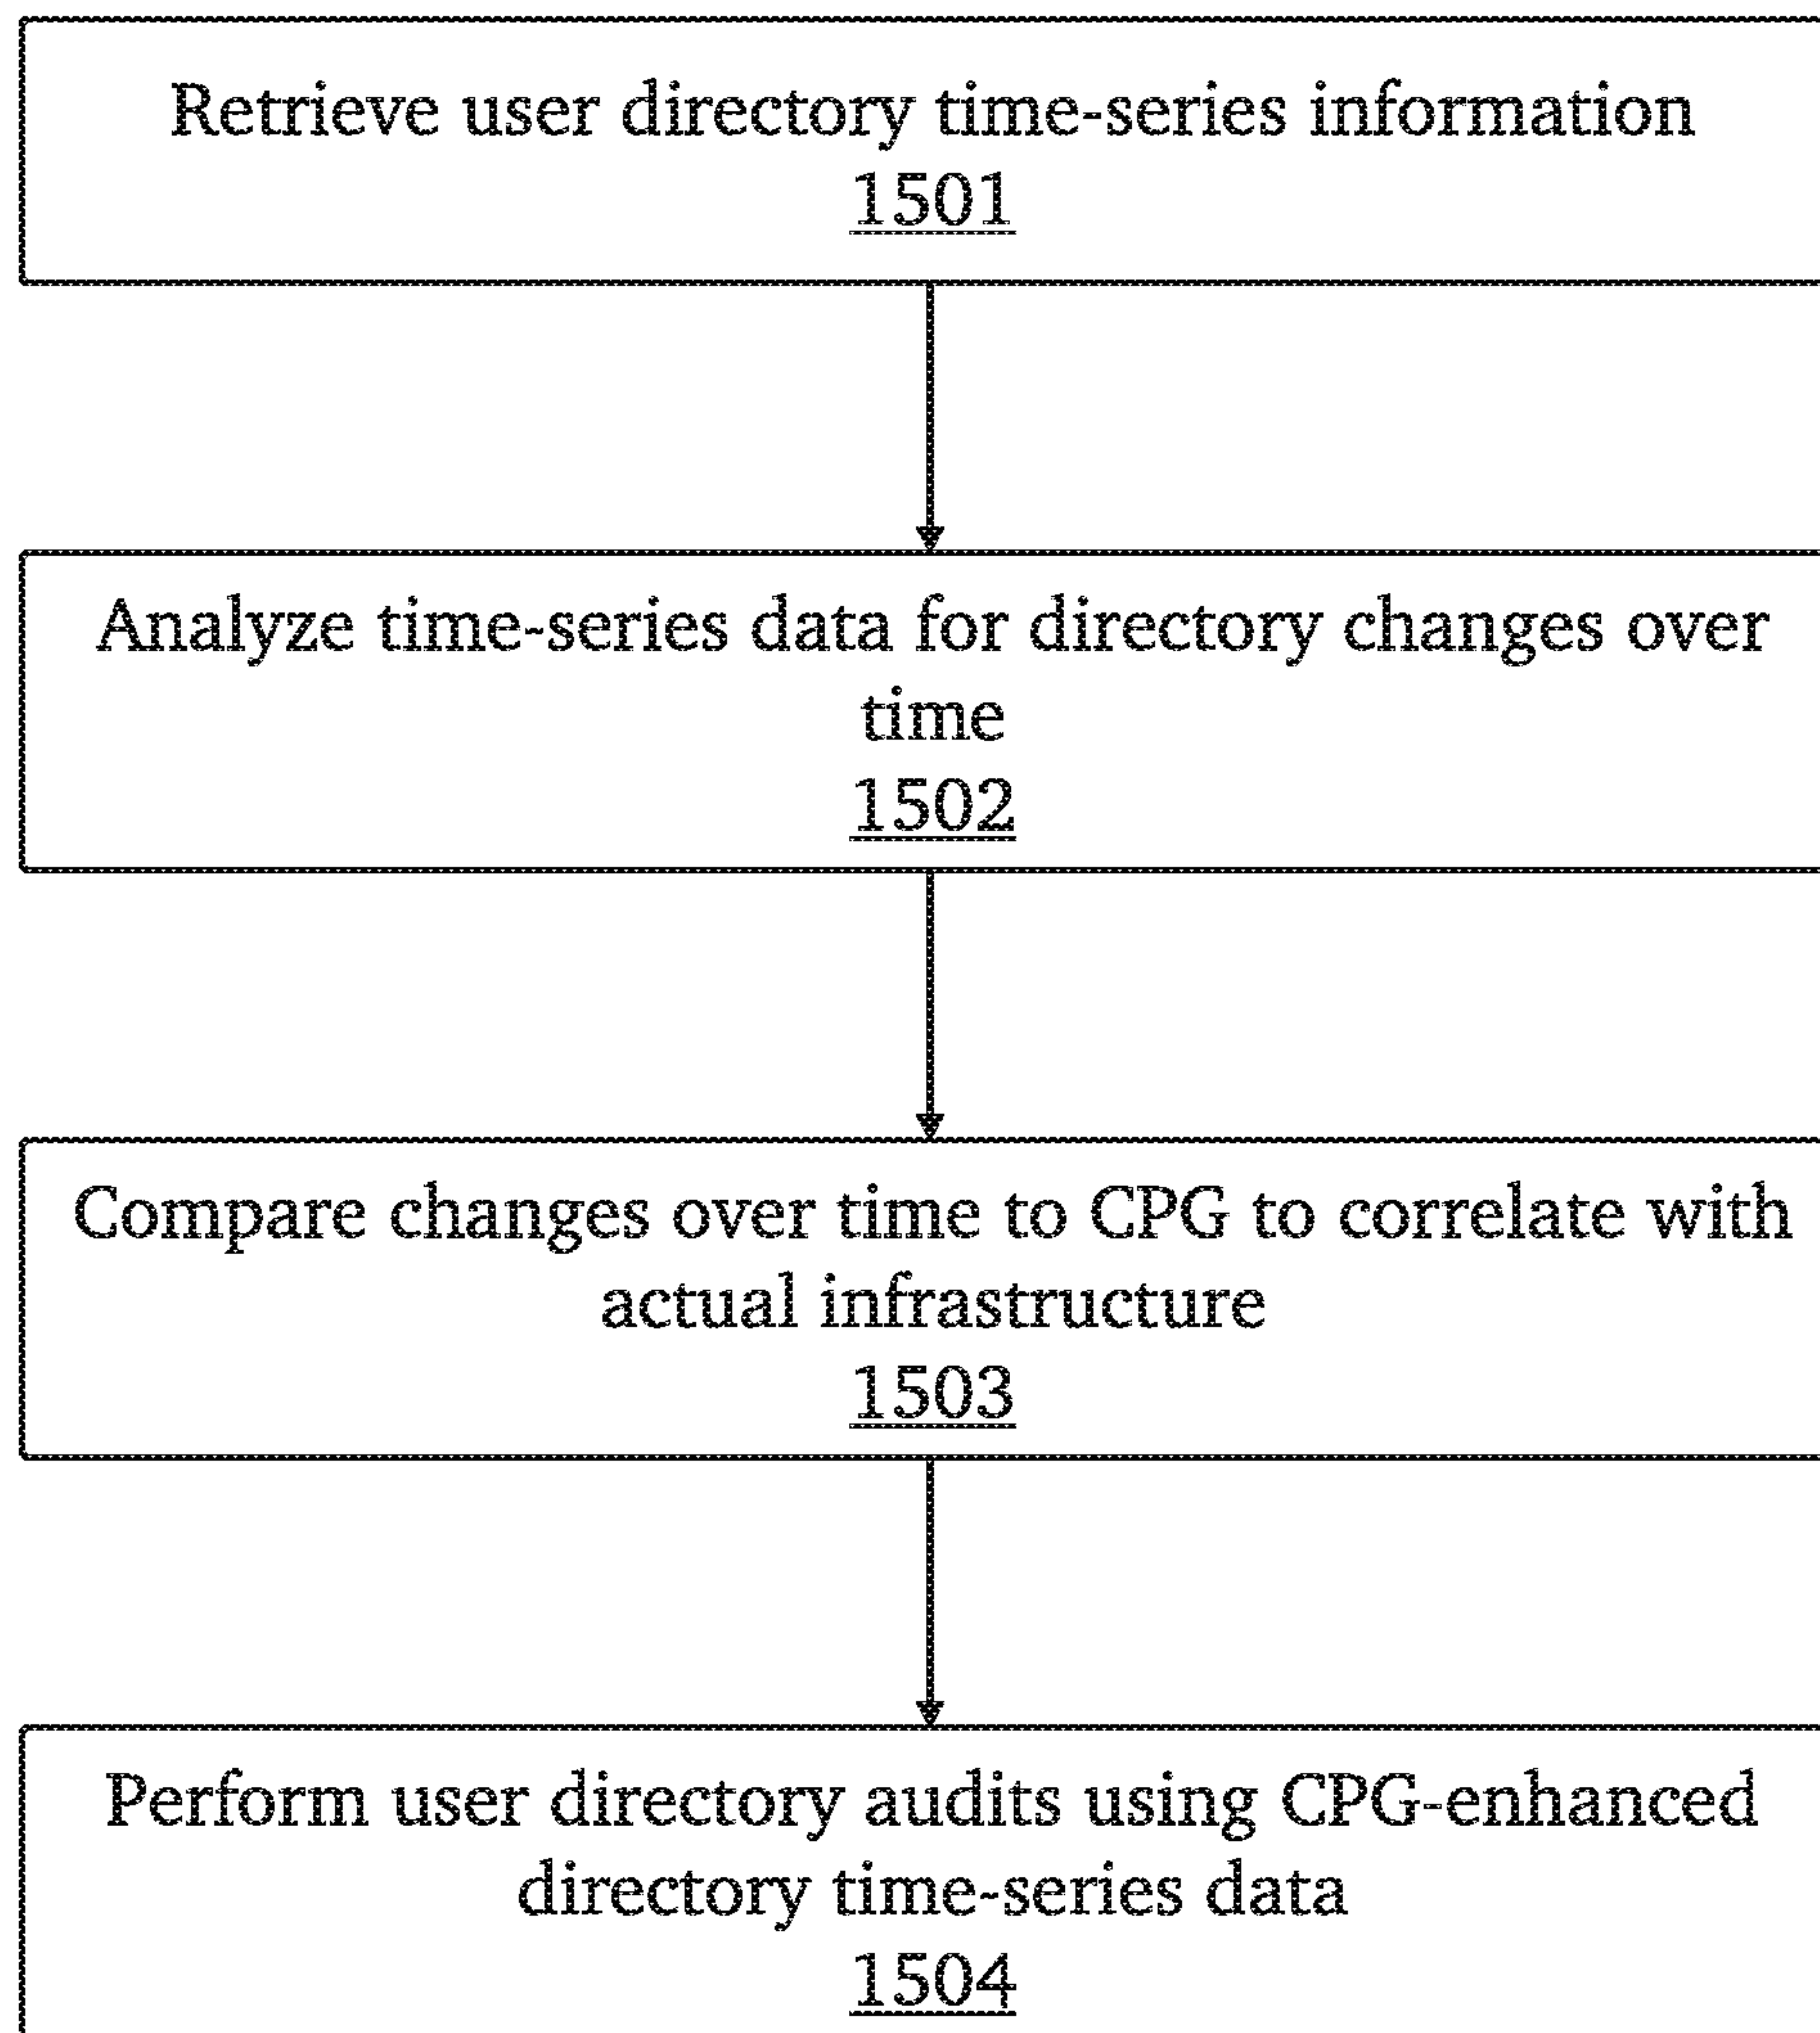 Retrieve user directory time-series information
1501
Analyze time-series data for directory changes over
time
1502
Compare changes over time to CPG to correlate with
actual infrastructure
1503
Perform user directory audits using CPG-enhanced
directory time-series data
1504